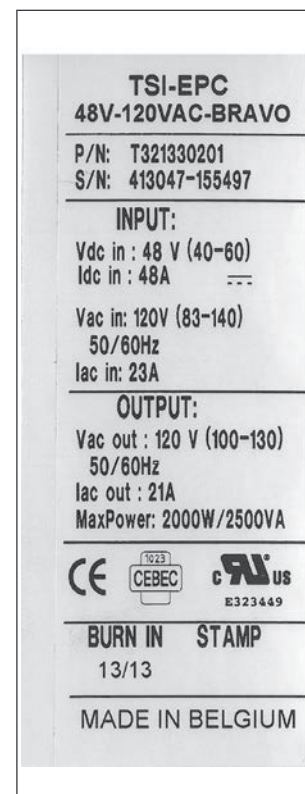 TSI-EPC
48V-120VAC-BRAVO
P/N: T321330201
S/N: 413047-155497
INPUT:
Vdc in : 48 V (40-60)
Idc in : 48A
Vac in: 120V (83-140)
50/60Hz
Iac in: 23A
OUTPUT:
Vac out : 120 V (100-130)
50/60Hz
Iac out : 21A
MaxPower: 2000W/2500VA
CE 1023 CEBEC c RU US
E323449
BURN IN STAMP
13/13
MADE IN BELGIUM